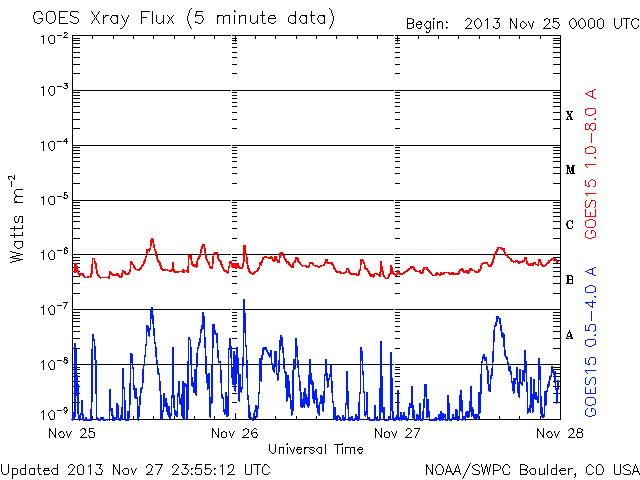 GOES Xray Flux (5 minute data)
Begin: 2013 Nov 25 0000 UTC
10⁻²
10⁻³
10⁻⁴
10⁻⁵
10⁻⁶
10⁻⁷
10⁻⁸
10⁻⁹
Watts m⁻²
X
M
C
B
A
GOES15 1.0–8.0 A
GOES15 0.5–4.0 A
Nov 25
Nov 26
Nov 27
Nov 28
Universal Time
Updated 2013 Nov 27 23:55:12 UTC
NOAA/SWPC Boulder, CO USA